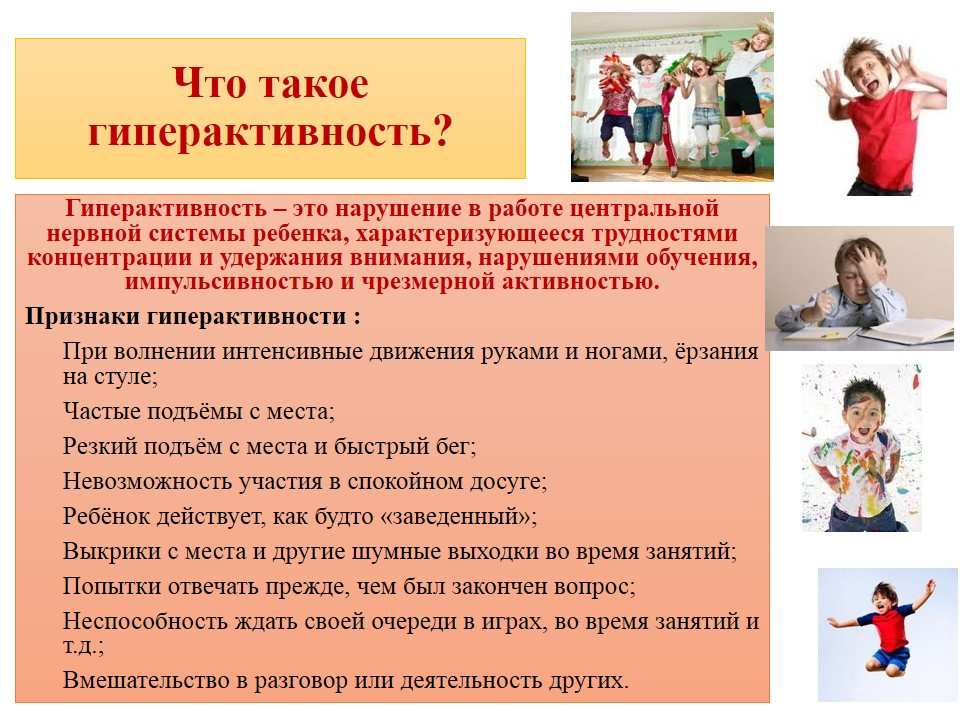 Что такое
гиперактивность?
Гиперактивность – это нарушение в работе центральной
нервной системы ребенка, характеризующееся трудностями
концентрации и удержания внимания, нарушениями обучения,
импульсивностью и чрезмерной активностью.
Признаки гиперактивности :
При волнении интенсивные движения руками и ногами, ёрзания
на стуле;
Частые подъёмы с места;
Резкий подъём с места и быстрый бег;
Невозможность участия в спокойном досуге;
Ребёнок действует, как будто «заведенный»;
Выкрики с места и другие шумные выходки во время занятий;
Попытки отвечать прежде, чем был закончен вопрос;
Неспособность ждать своей очереди в играх, во время занятий и
т.д.;
Вмешательство в разговор или деятельность других.